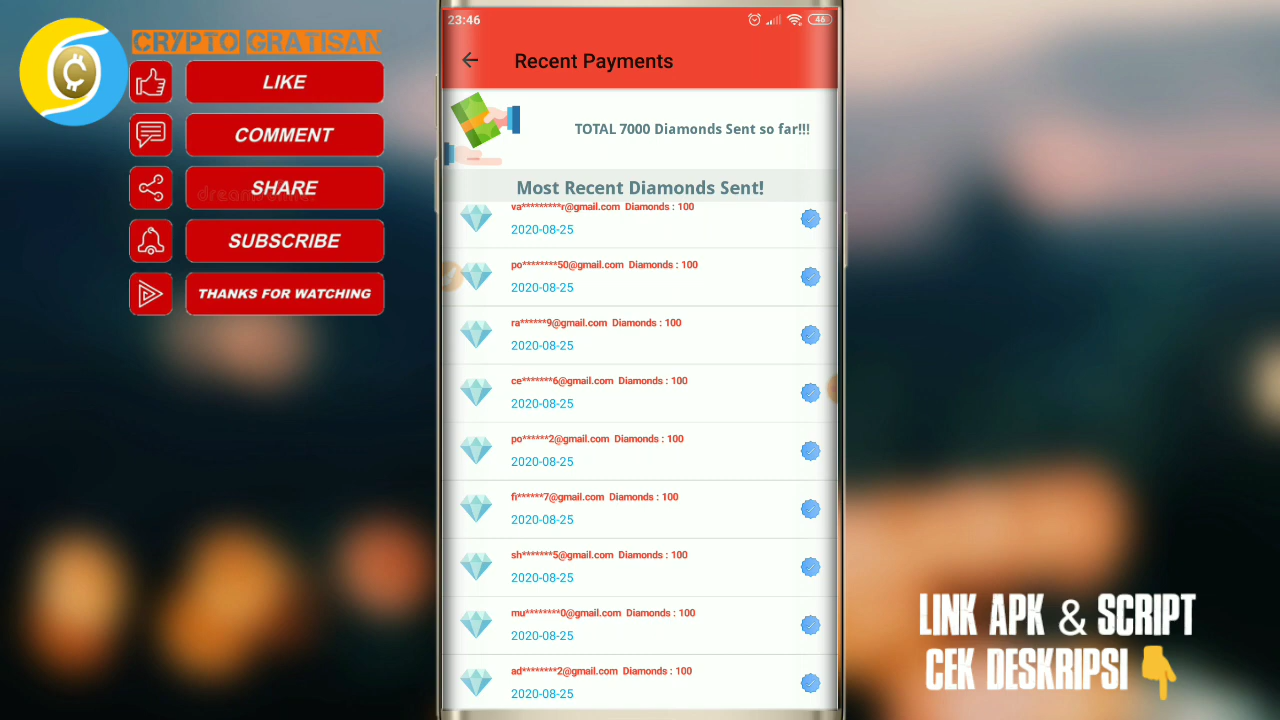 CRYPTO GRATISAN
LIKE
COMMENT
SHARE
SUBSCRIBE
THANKS FOR WATCHING
23:46
46
Recent Payments
TOTAL 7000 Diamonds Sent so far!!!
Most Recent Diamonds Sent!
va*********r@gmail.com Diamonds : 100
2020-08-25
po********50@gmail.com Diamonds : 100
2020-08-25
ra******9@gmail.com Diamonds : 100
2020-08-25
ce*******6@gmail.com Diamonds : 100
2020-08-25
po******2@gmail.com Diamonds : 100
2020-08-25
fi******7@gmail.com Diamonds : 100
2020-08-25
sh*******5@gmail.com Diamonds : 100
2020-08-25
mu********0@gmail.com Diamonds : 100
2020-08-25
ad********2@gmail.com Diamonds : 100
2020-08-25
LINK APK & SCRIPT
CEK DESKRIPSI